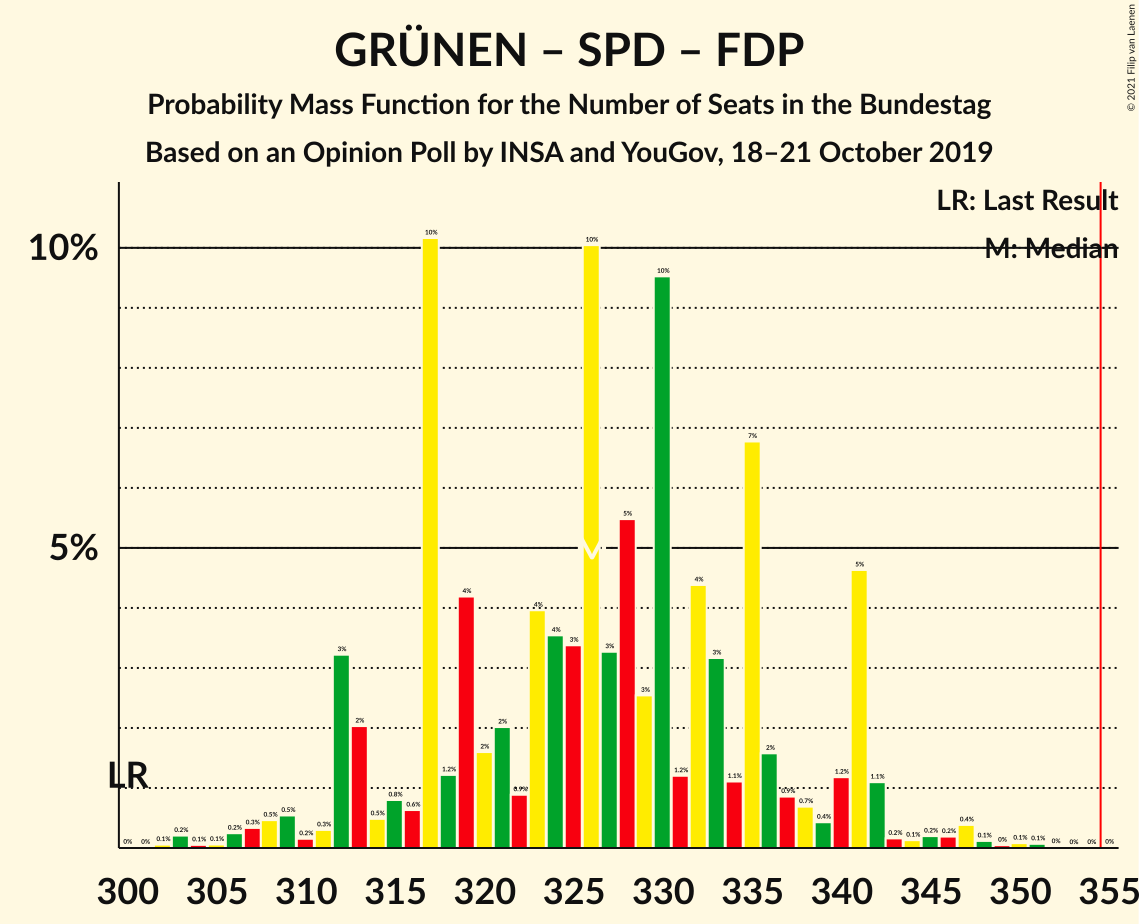 GRÜNEN – SPD – FDP
Probability Mass Function for the Number of Seats in the Bundestag
Based on an Opinion Poll by INSA and YouGov, 18–21 October 2019
© 2021 Filip van Laenen
LR: Last Result
M: Median
10%
5%
LR
M
0% 0% 0.1% 0.2% 0.1% 0.1% 0.2% 0.3% 0.5% 0.5% 0.2% 0.3% 3% 2% 0.5% 0.8% 0.6% 10% 1.2% 4% 2% 2% 0.9% 4% 4% 3% 10% 3% 5% 3% 10% 1.2% 4% 3% 1.1% 7% 2% 0.9% 0.7% 0.4% 1.2% 5% 1.1% 0.2% 0.1% 0.2% 0.2% 0.4% 0.1% 0% 0.1% 0.1% 0% 0% 0% 0%
300 305 310 315 320 325 330 335 340 345 350 355